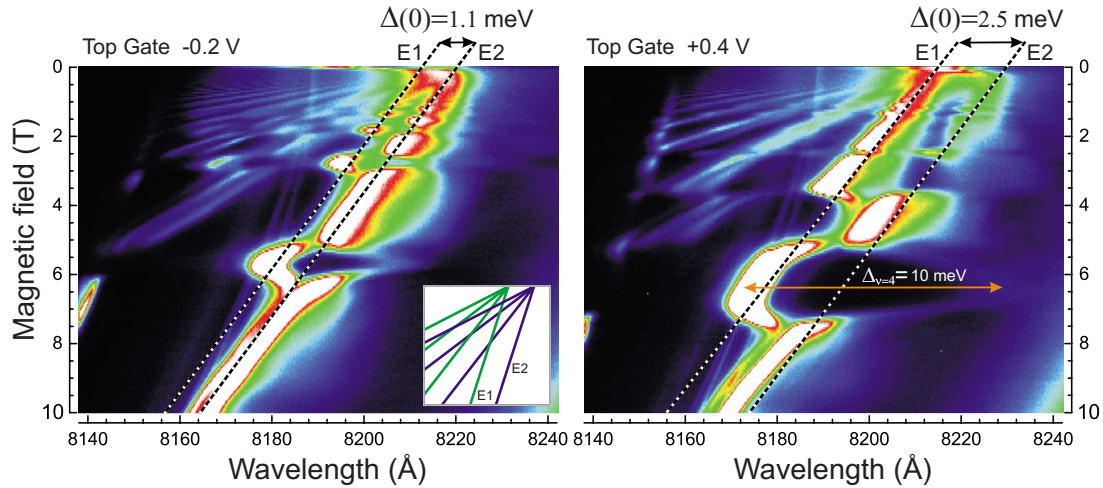 Δ(0)=1.1 meV
Top Gate -0.2 V
E1
E2
0
2
4
6
8
10
Magnetic field (T)
E1
E2
8140
8160
8180
8200
8220
8240
Wavelength (Å)
Δ(0)=2.5 meV
Top Gate +0.4 V
E1
E2
Δν=4= 10 meV
0
2
4
6
8
10
8140
8160
8180
8200
8220
8240
Wavelength (Å)